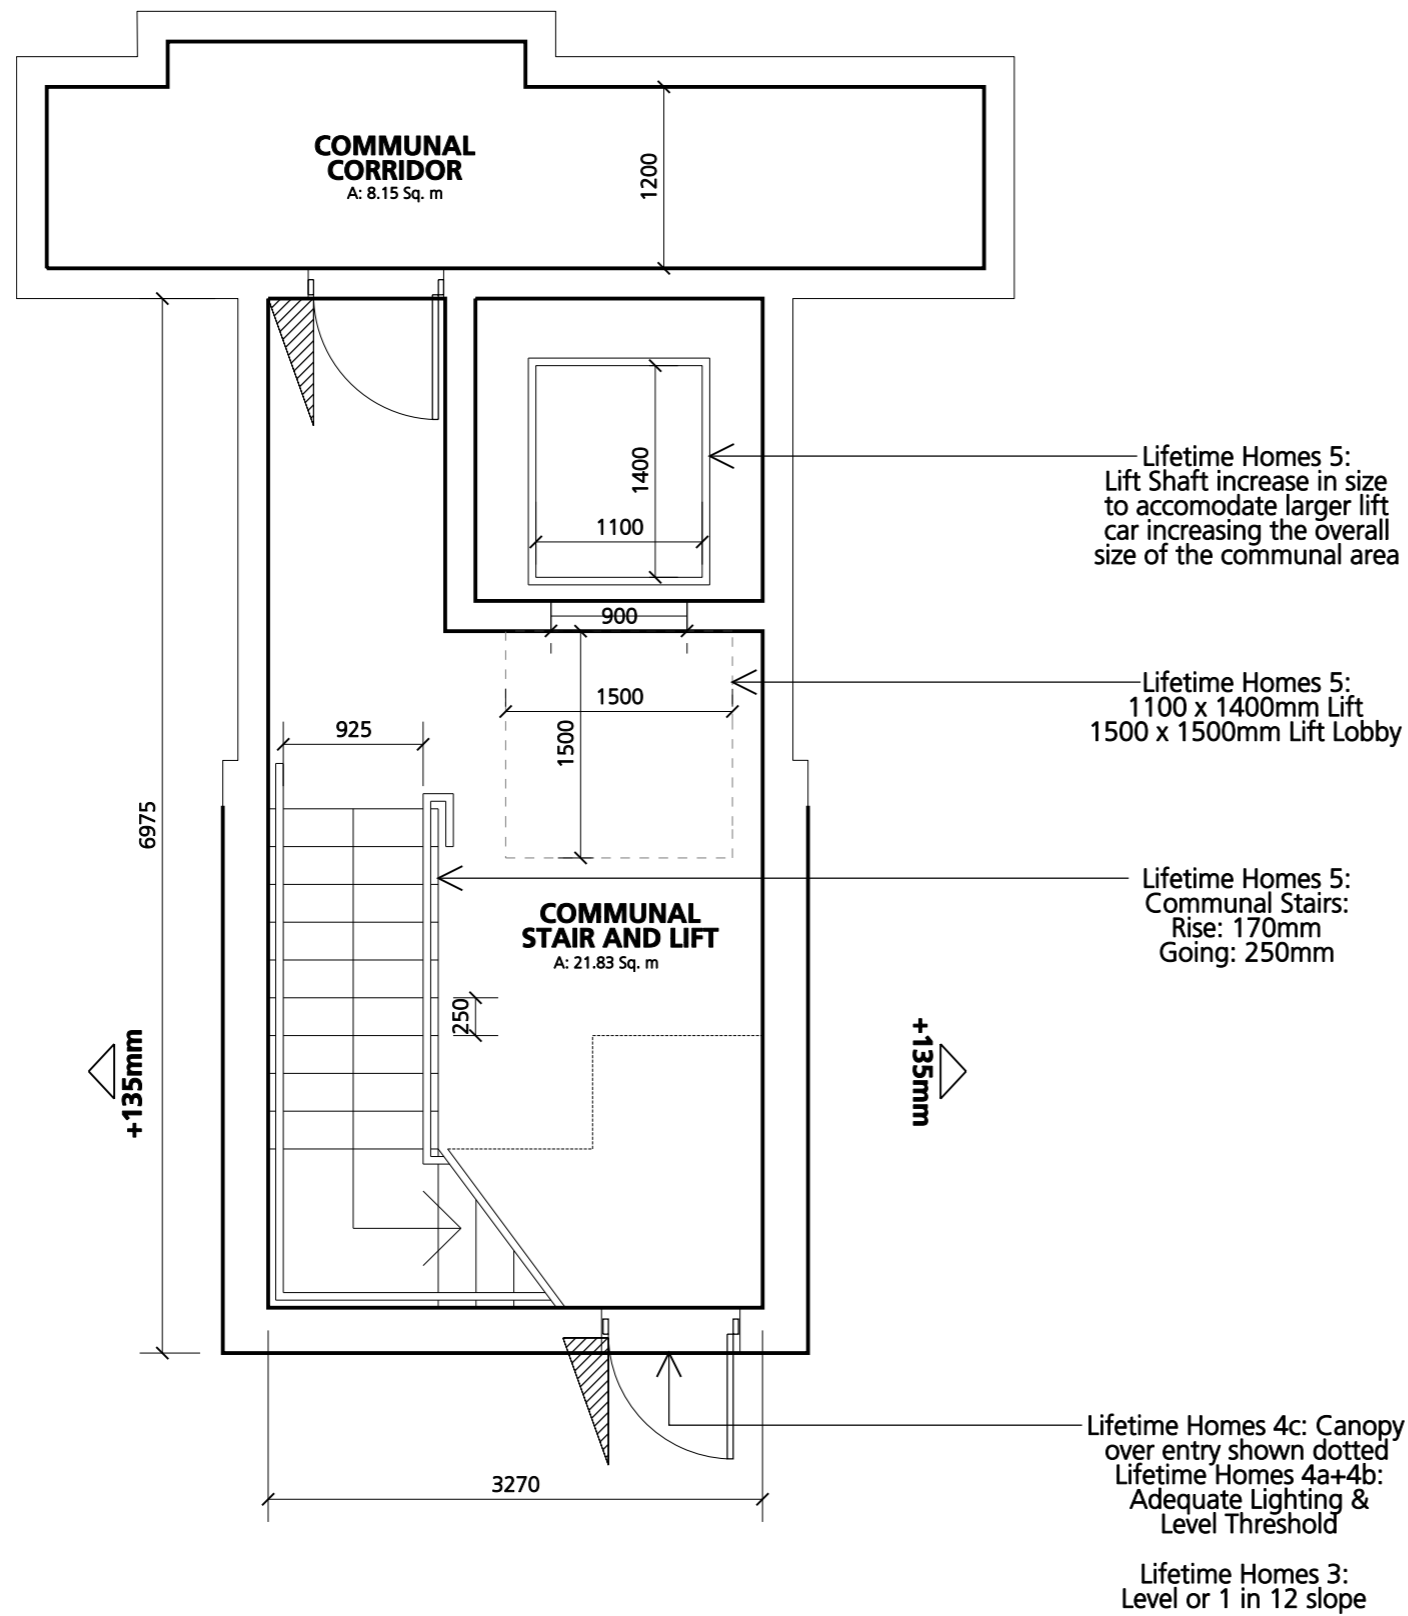 COMMUNAL
CORRIDOR
A: 8.15 Sq. m
1200
1400
1100
Lifetime Homes 5:
Lift Shaft increase in size
to accomodate larger lift
car increasing the overall
size of the communal area
900
1500
1500
Lifetime Homes 5:
1100 x 1400mm Lift
1500 x 1500mm Lift Lobby
925
6975
Lifetime Homes 5:
Communal Stairs:
Rise: 170mm
Going: 250mm
COMMUNAL
STAIR AND LIFT
A: 21.83 Sq. m
250
+135mm
+135mm
3270
Lifetime Homes 4c: Canopy
over entry shown dotted
Lifetime Homes 4a+4b:
Adequate Lighting &
Level Threshold
Lifetime Homes 3:
Level or 1 in 12 slope